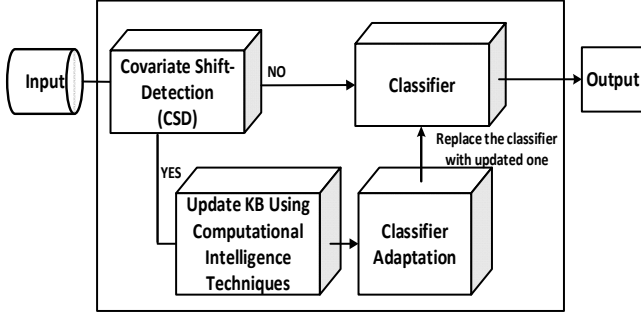 Input
Covariate Shift-
Detection
(CSD)
NO
Classifier
Output
YES
Replace the classifier
with updated one
Update KB Using
Computational
Intelligence
Techniques
Classifier
Adaptation